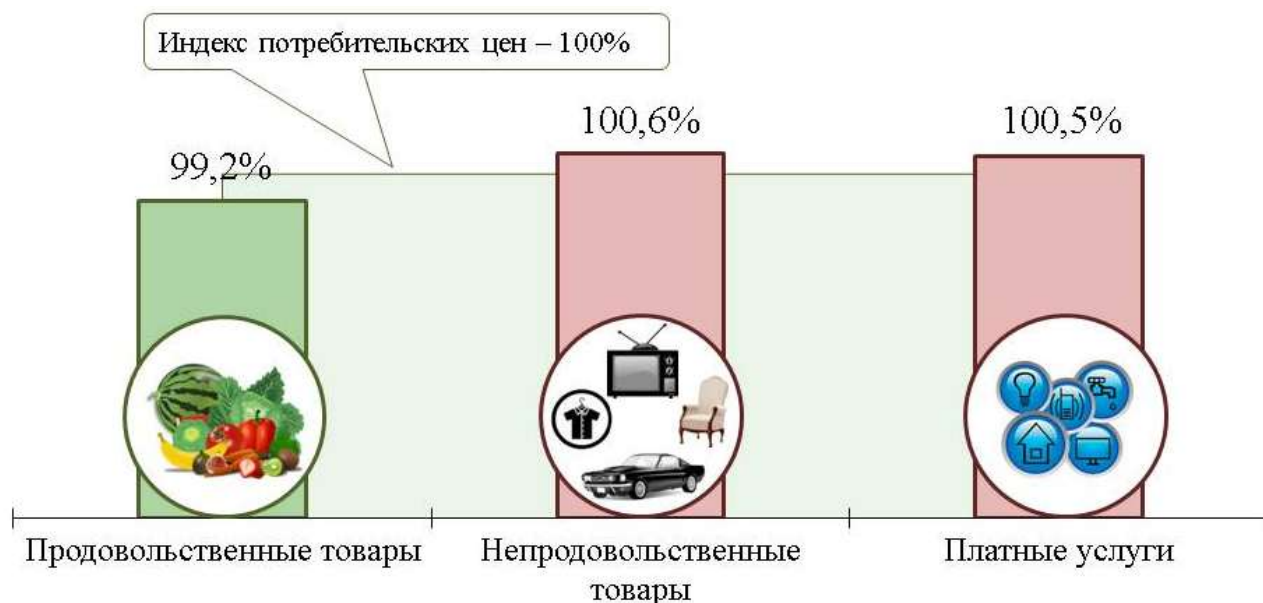 Индекс потребительских цен – 100%
99,2%
100,6%
100,5%
Продовольственные товары
Непродовольственные
товары
Платные услуги